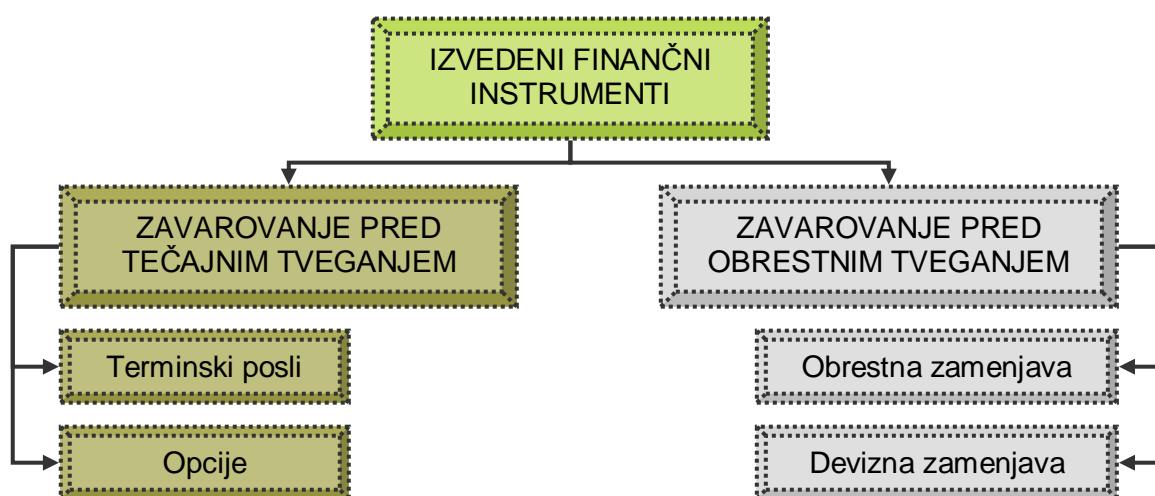 IZVEDENI FINANČNI
INSTRUMENTI
ZAVAROVANJE PRED
TEČAJNIM TVEGANJEM
ZAVAROVANJE PRED
OBRESTNIM TVEGANJEM
Terminski posli
Obrestna zamenjava
Opcije
Devizna zamenjava